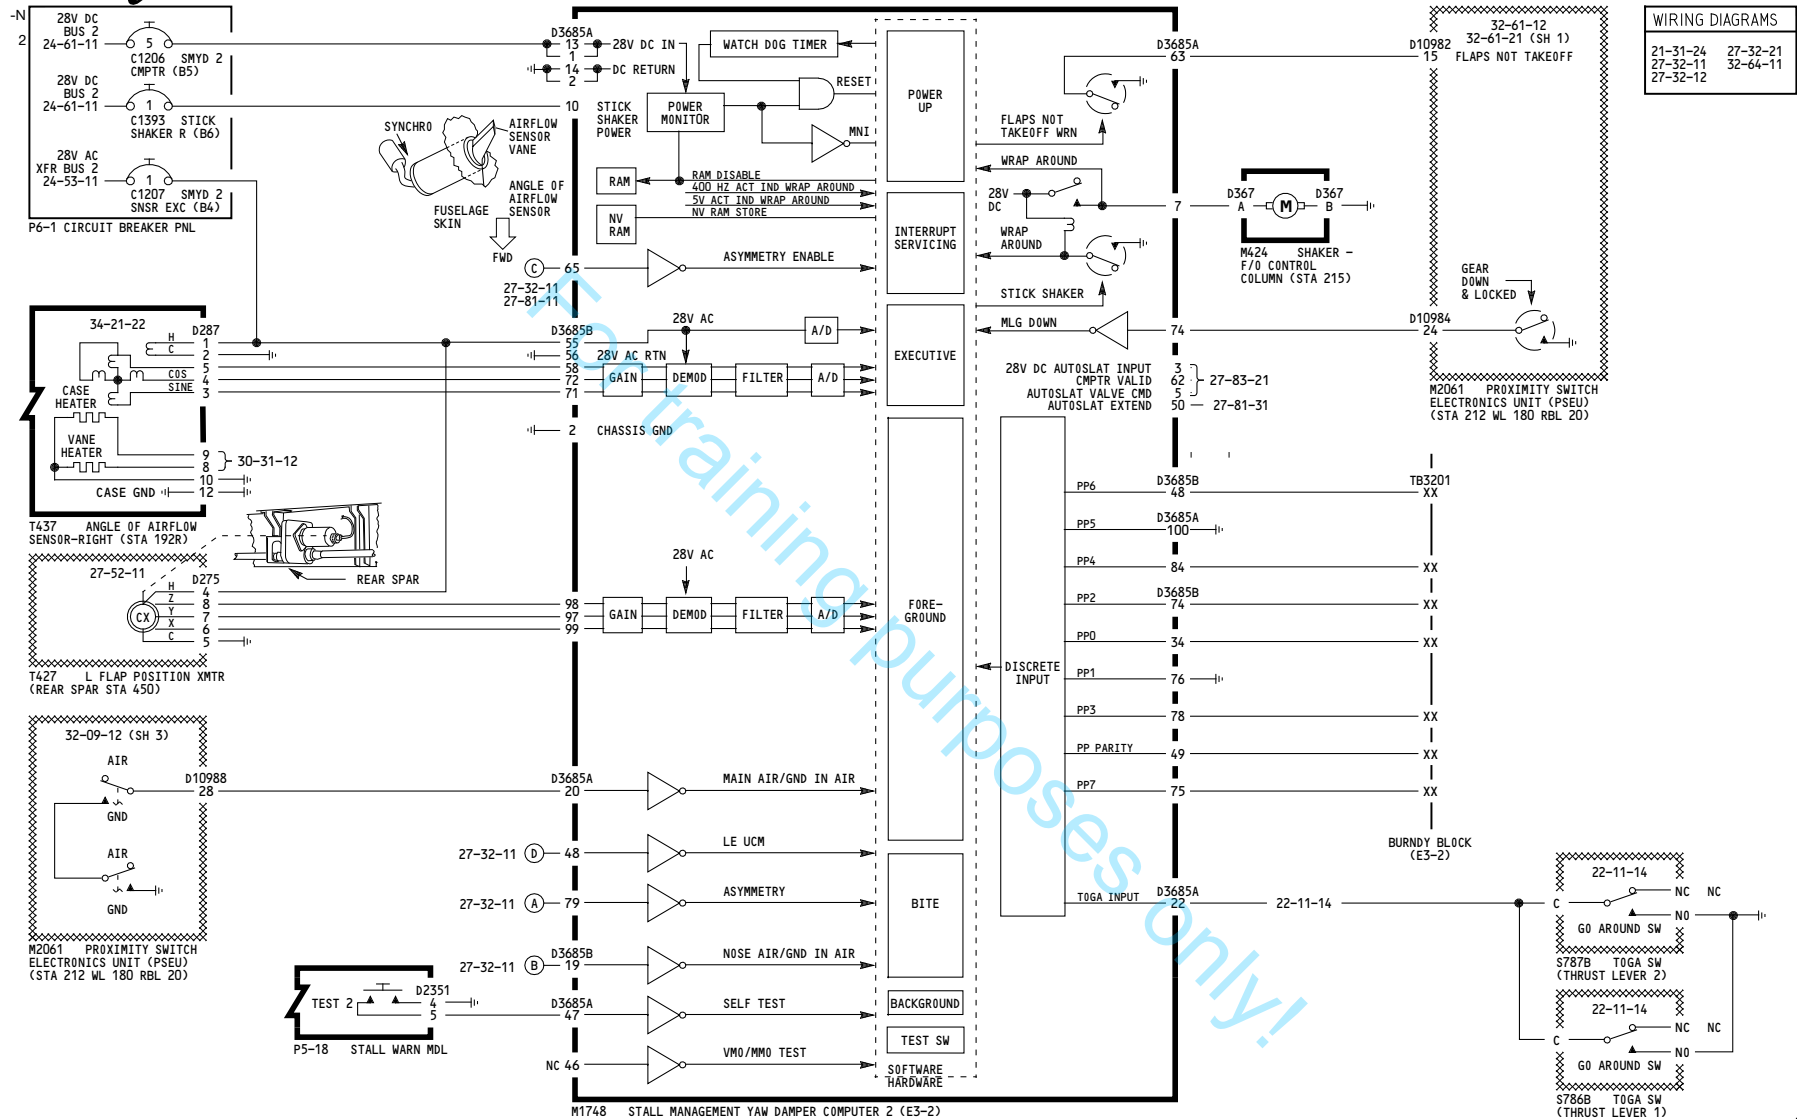 -N
2
28V DC
BUS 2
24-61-11
5
C1206 SMYD 2
CMPTR (B5)
28V DC
BUS 2
24-61-11
1
C1393 STICK
SHAKER R (B6)
28V AC
XFR BUS 2
24-53-11
1
C1207 SMYD 2
SNSR EXC (B4)
P6-1 CIRCUIT BREAKER PNL
SYNCHRO
AIRFLOW
SENSOR
VANE
ANGLE OF
AIRFLOW
SENSOR
FUSELAGE
SKIN
FWD
D3685A
13
1
14
2
10
28V DC IN
DC RETURN
STICK
SHAKER
POWER
WATCH DOG TIMER
RESET
POWER
MONITOR
MNI
RAM
RAM DISABLE
400 HZ ACT IND WRAP AROUND
5V ACT IND WRAP AROUND
NV RAM STORE
NV
RAM
C 65 ASYMMETRY ENABLE
27-32-11
27-81-11
POWER
UP
INTERRUPT
SERVICING
EXECUTIVE
FORE-
GROUND
BITE
BACKGROUND
TEST SW
SOFTWARE
HARDWARE
FLAPS NOT
TAKEOFF WRN
WRAP AROUND
28V
DC
WRAP
AROUND
STICK SHAKER
MLG DOWN
D3685A
63
7
74
D367
A
M
D367
B
M424 SHAKER -
F/O CONTROL
COLUMN (STA 215)
32-61-12
32-61-21 (SH 1)
D10982
15 FLAPS NOT TAKEOFF
GEAR
DOWN
& LOCKED
D10984
24
M2061 PROXIMITY SWITCH
ELECTRONICS UNIT (PSEU)
(STA 212 WL 180 RBL 20)
WIRING DIAGRAMS
21-31-24 27-32-21
27-32-11 32-64-11
27-32-12
34-21-22
D287
H 1
C 2
5
COS 4
SINE 3
CASE
HEATER
VANE
HEATER
9
8
30-31-12
10
CASE GND 12
T437 ANGLE OF AIRFLOW
SENSOR-RIGHT (STA 192R)
D3685B
55
56 28V AC RTN
58
72
71
28V AC
A/D
GAIN DEMOD FILTER A/D
2 CHASSIS GND
28V DC AUTOSLAT INPUT 3
CMPTR VALID 62 27-83-21
AUTOSLAT VALVE CMD 5
AUTOSLAT EXTEND 50 27-81-31
REAR SPAR
27-52-11
D275
CX
H 4
Z 8
Y 7
X 6
C 5
T427 L FLAP POSITION XMTR
(REAR SPAR STA 450)
98
97
99
28V AC
GAIN DEMOD FILTER A/D
DISCRETE
INPUT
PP6 D3685B 48 TB3201 XX
PP5 D3685A 100
PP4 84 XX
PP2 D3685B 74 XX
PP0 34 XX
PP1 76
PP3 78 XX
PP PARITY 49 XX
PP7 75 XX
BURNDY BLOCK
(E3-2)
32-09-12 (SH 3)
AIR
GND
D10988
28
AIR
GND
M2061 PROXIMITY SWITCH
ELECTRONICS UNIT (PSEU)
(STA 212 WL 180 RBL 20)
D3685A
20 MAIN AIR/GND IN AIR
27-32-11 D 48 LE UCM
27-32-11 A 79 ASYMMETRY
D3685B
27-32-11 B 19 NOSE AIR/GND IN AIR
D3685A
47 SELF TEST
NC 46 VMO/MMO TEST
TEST 2
D2351
4
5
P5-18 STALL WARN MDL
TOGA INPUT
D3685A
22
22-11-14
22-11-14
C
NC NC
NO
GO AROUND SW
S787B TOGA SW
(THRUST LEVER 2)
22-11-14
C
NC NC
NO
GO AROUND SW
S786B TOGA SW
(THRUST LEVER 1)
M1748 STALL MANAGEMENT YAW DAMPER COMPUTER 2 (E3-2)
For training purposes only!